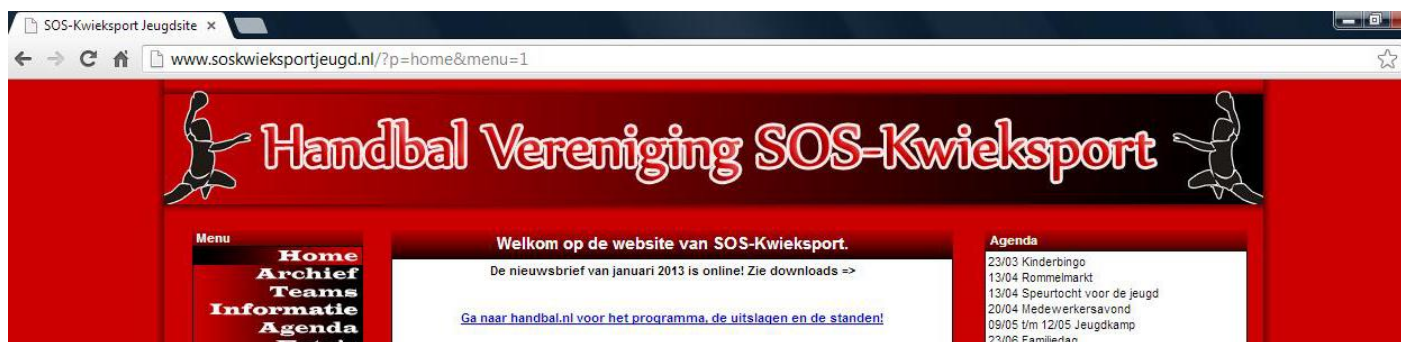 SOS-Kwieksport Jeugdsite
www.soskwieksportjeugd.nl/?p=home&menu=1
Handbal Vereniging SOS-Kwieksport
Menu
Home
Archief
Teams
Informatie
Agenda
Welkom op de website van SOS-Kwieksport.
De nieuwsbrief van januari 2013 is online! Zie downloads =>
Ga naar handbal.nl voor het programma, de uitslagen en de standen!
Agenda
23/03 Kinderbingo
13/04 Rommelmarkt
13/04 Speurtocht voor de jeugd
20/04 Medewerkersavond
09/05 t/m 12/05 Jeugdkamp
23/06 Familiedag